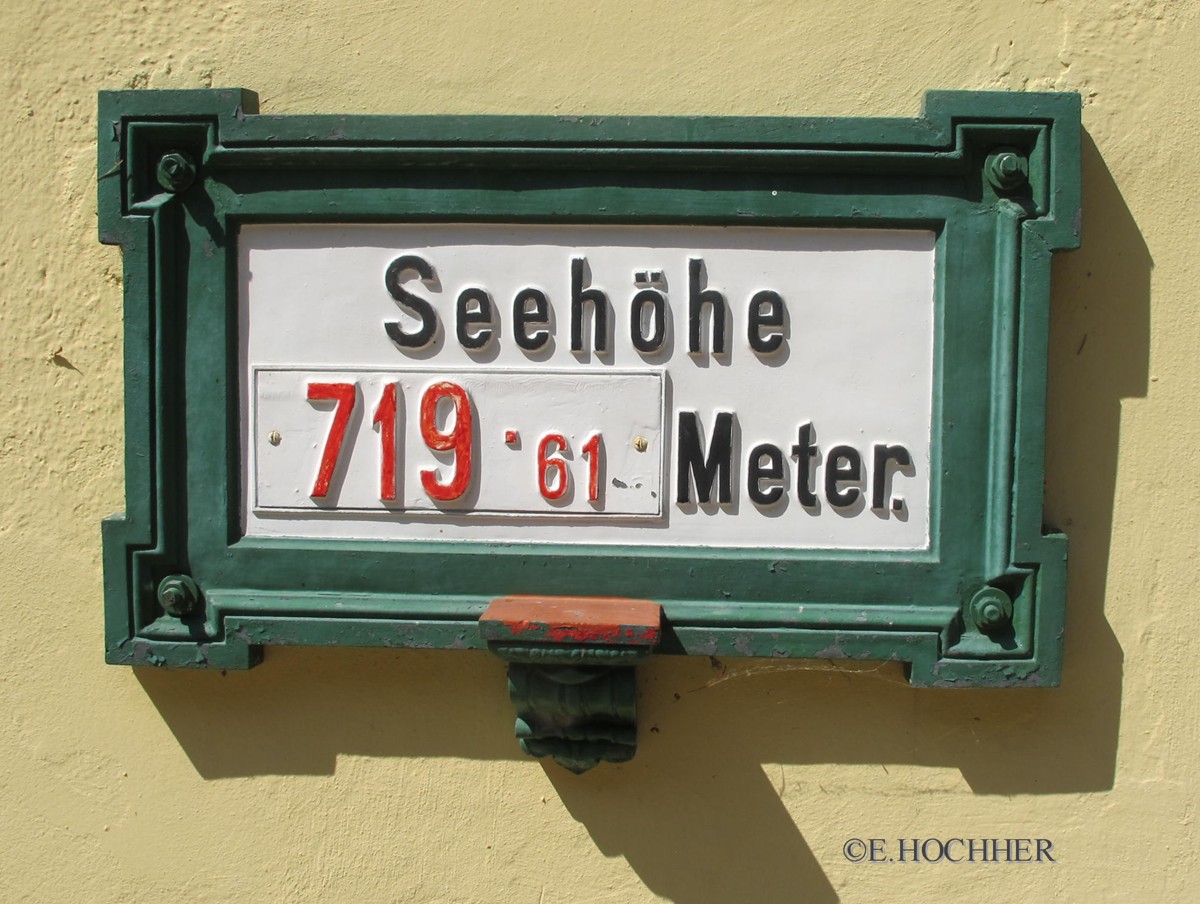 Seehöhe
719 · 61 Meter.
©E.HOCHHER